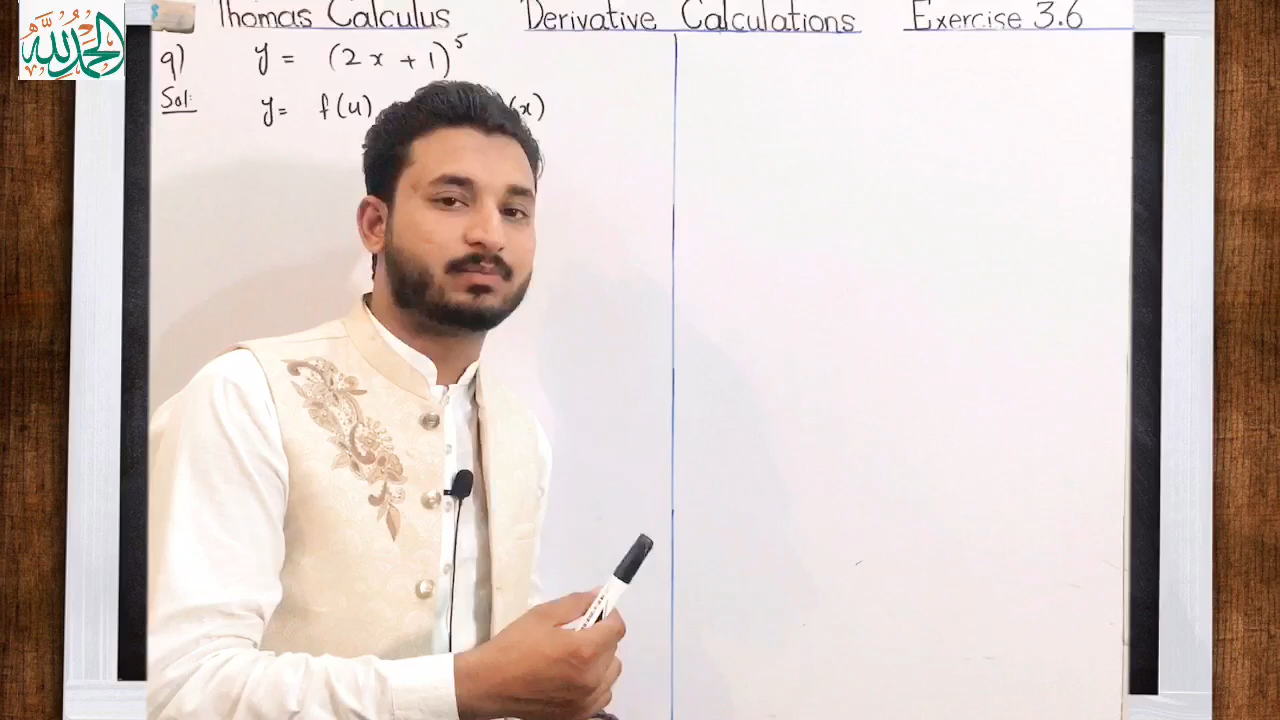 الحمد لله
Thomas Calculus Derivative Calculations Exercise 3.6
9) y = (2x + 1)⁵
Sol: y = f(u) (x)